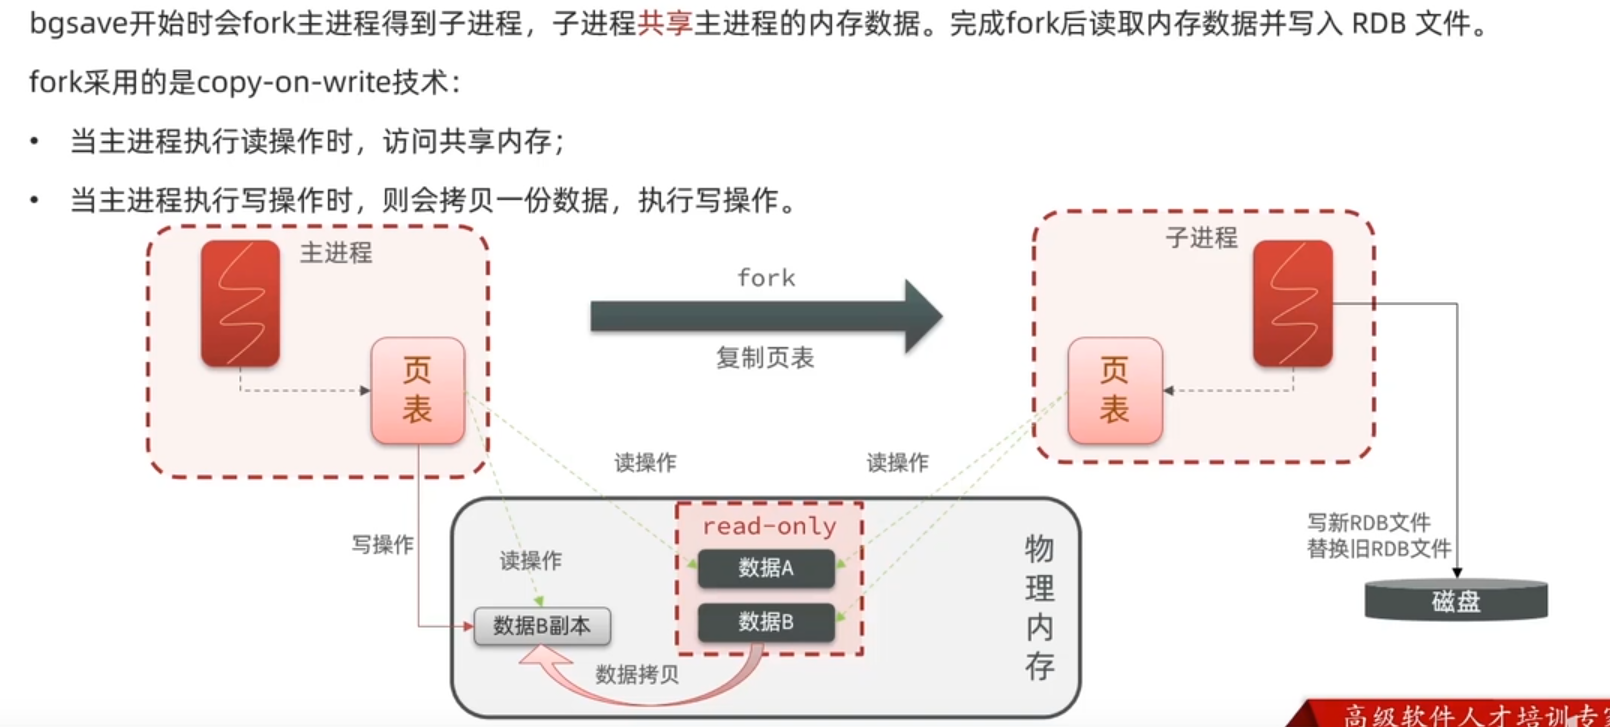 bgsave开始时会fork主进程得到子进程，子进程共享主进程的内存数据。完成fork后读取内存数据并写入 RDB 文件。
fork采用的是copy-on-write技术：
• 当主进程执行读操作时，访问共享内存；
• 当主进程执行写操作时，则会拷贝一份数据，执行写操作。
主进程
页表
fork
复制页表
子进程
页表
读操作
读操作
写操作
读操作
read-only
数据A
数据B
数据B副本
数据拷贝
物理内存
写新RDB文件
替换旧RDB文件
磁盘
高级软件人才培训专